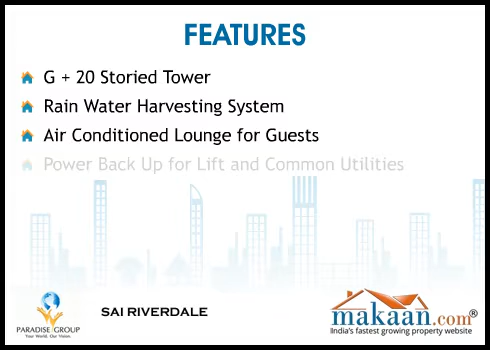 FEATURES
G + 20 Storied Tower
Rain Water Harvesting System
Air Conditioned Lounge for Guests
Power Back Up for Lift and Common Utilities
PARADISE GROUP
Your World. Our Vision.
SAI RIVERDALE
makaan.com®
India's fastest growing property website